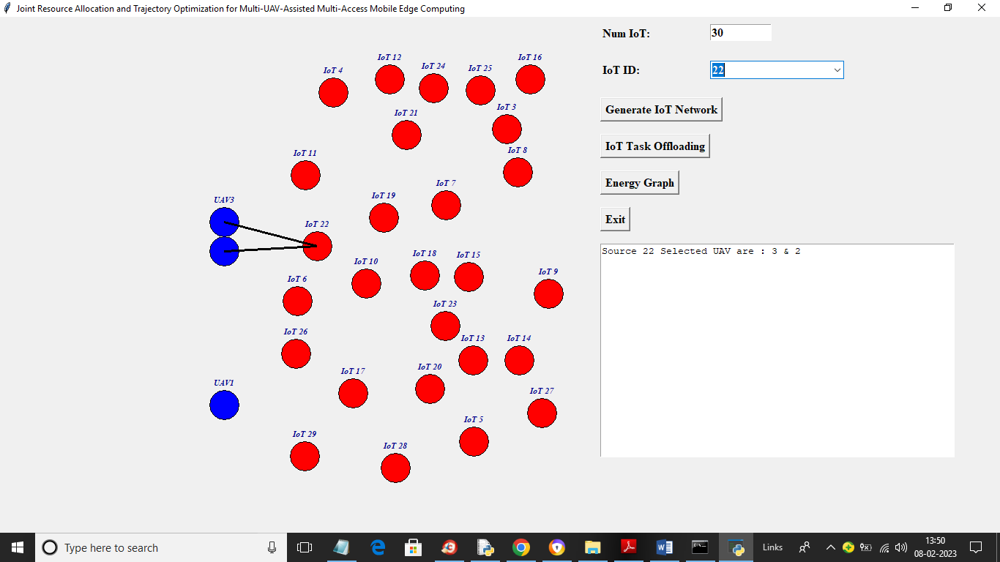 Joint Resource Allocation and Trajectory Optimization for Multi-UAV-Assisted Multi-Access Mobile Edge Computing
Num IoT: 30
IoT ID: 22
Generate IoT Network
IoT Task Offloading
Energy Graph
Exit
Source 22 Selected UAV are : 3 & 2
IoT 12
IoT 16
IoT 24
IoT 25
IoT 4
IoT 3
IoT 21
IoT 8
IoT 11
IoT 7
IoT 19
UAV3
IoT 22
IoT 18
IoT 15
IoT 10
IoT 9
IoT 6
IoT 23
IoT 26
IoT 13
IoT 14
IoT 20
IoT 17
UAV1
IoT 27
IoT 5
IoT 29
IoT 28
Type here to search
Links
13:50
08-02-2023